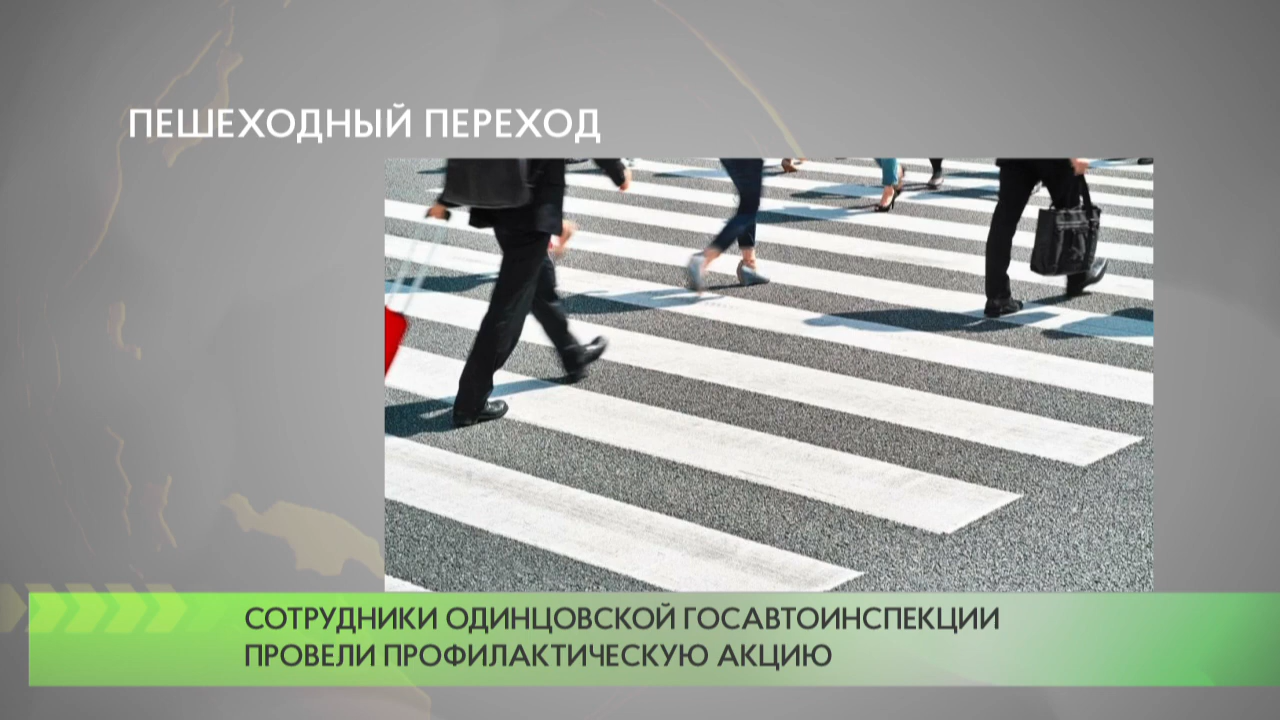 ПЕШЕХОДНЫЙ ПЕРЕХОД
СОТРУДНИКИ ОДИНЦОВСКОЙ ГОСАВТОИНСПЕКЦИИ
ПРОВЕЛИ ПРОФИЛАКТИЧЕСКУЮ АКЦИЮ